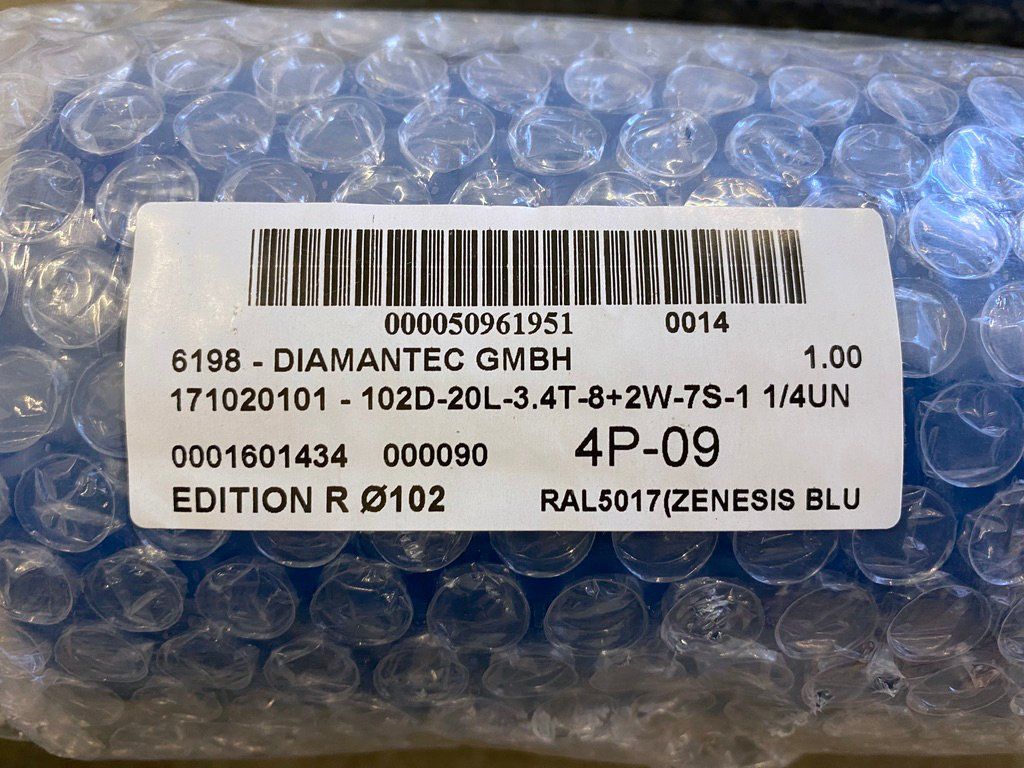 000050961951 0014
6198 - DIAMANTEC GMBH 1.00
171020101 - 102D-20L-3.4T-8+2W-7S-1 1/4UN
0001601434 000090 4P-09
EDITION R Ø102 RAL5017(ZENESIS BLU